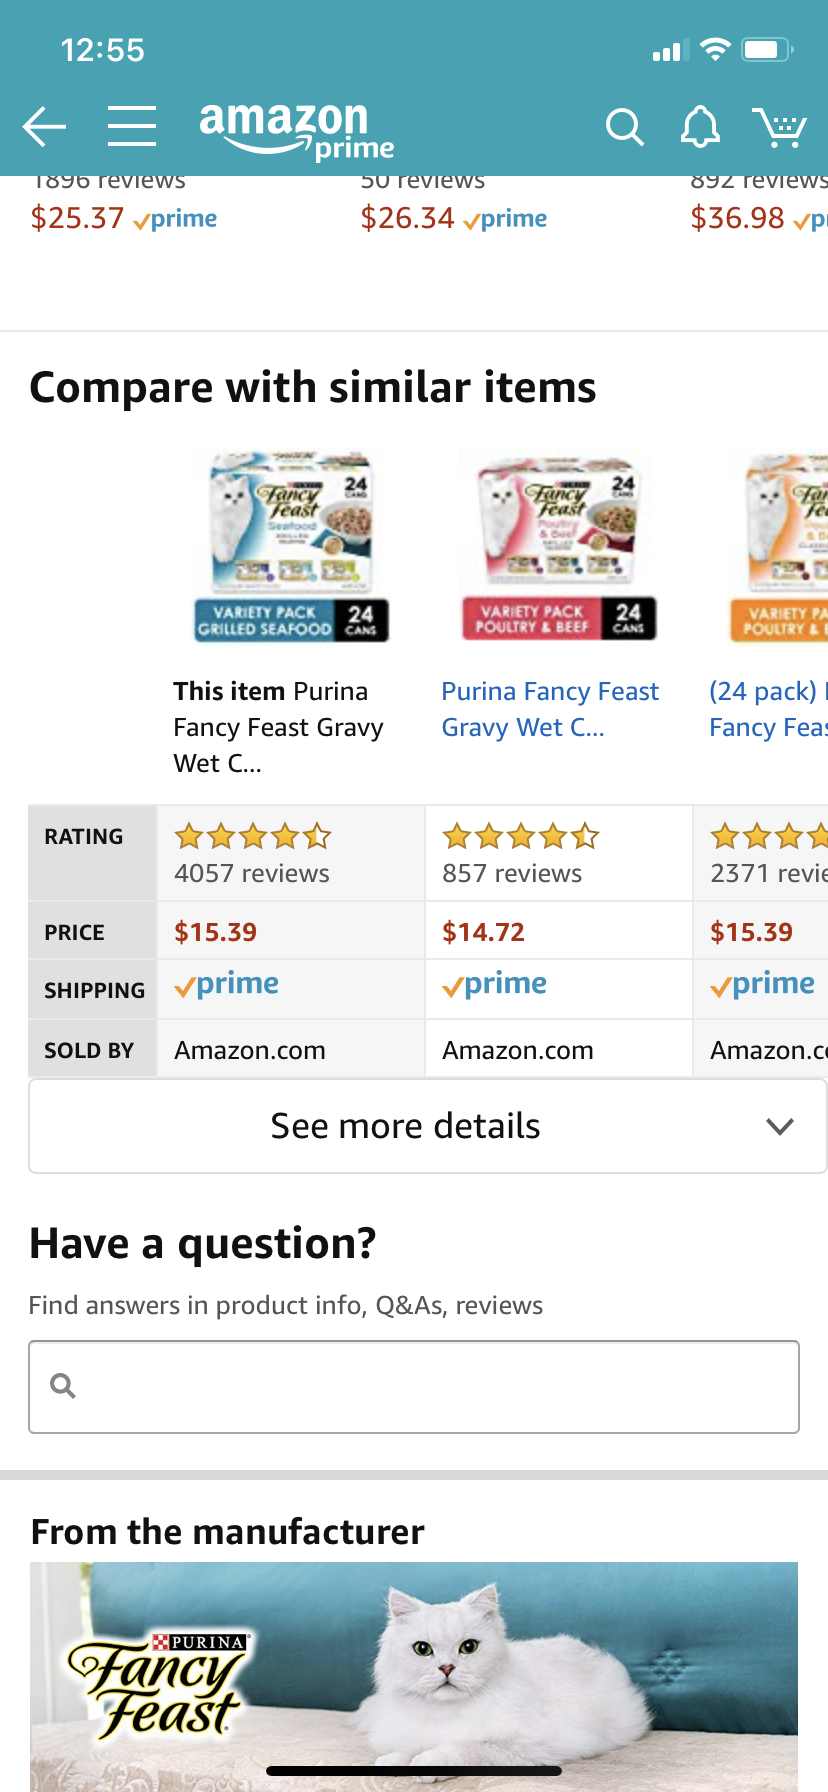 12:55
amazon
prime
1896 reviews
50 reviews
892 reviews
$25.37 prime
$26.34 prime
$36.98
Compare with similar items
24
CANS
Fancy
Feast
Seafood
VARIETY PACK
GRILLED SEAFOOD
24
CANS
24
CANS
Fancy
Feast
Poultry
& Beef
VARIETY PACK
POULTRY & BEEF
24
CANS
VARIETY PA
POULTRY &
This item Purina
Fancy Feast Gravy
Wet C...
Purina Fancy Feast
Gravy Wet C...
(24 pack)
Fancy Feas
RATING
4057 reviews
857 reviews
2371 revie
PRICE
$15.39
$14.72
$15.39
SHIPPING
prime
prime
prime
SOLD BY
Amazon.com
Amazon.com
Amazon.c
See more details
Have a question?
Find answers in product info, Q&As, reviews
From the manufacturer
PURINA
Fancy
Feast